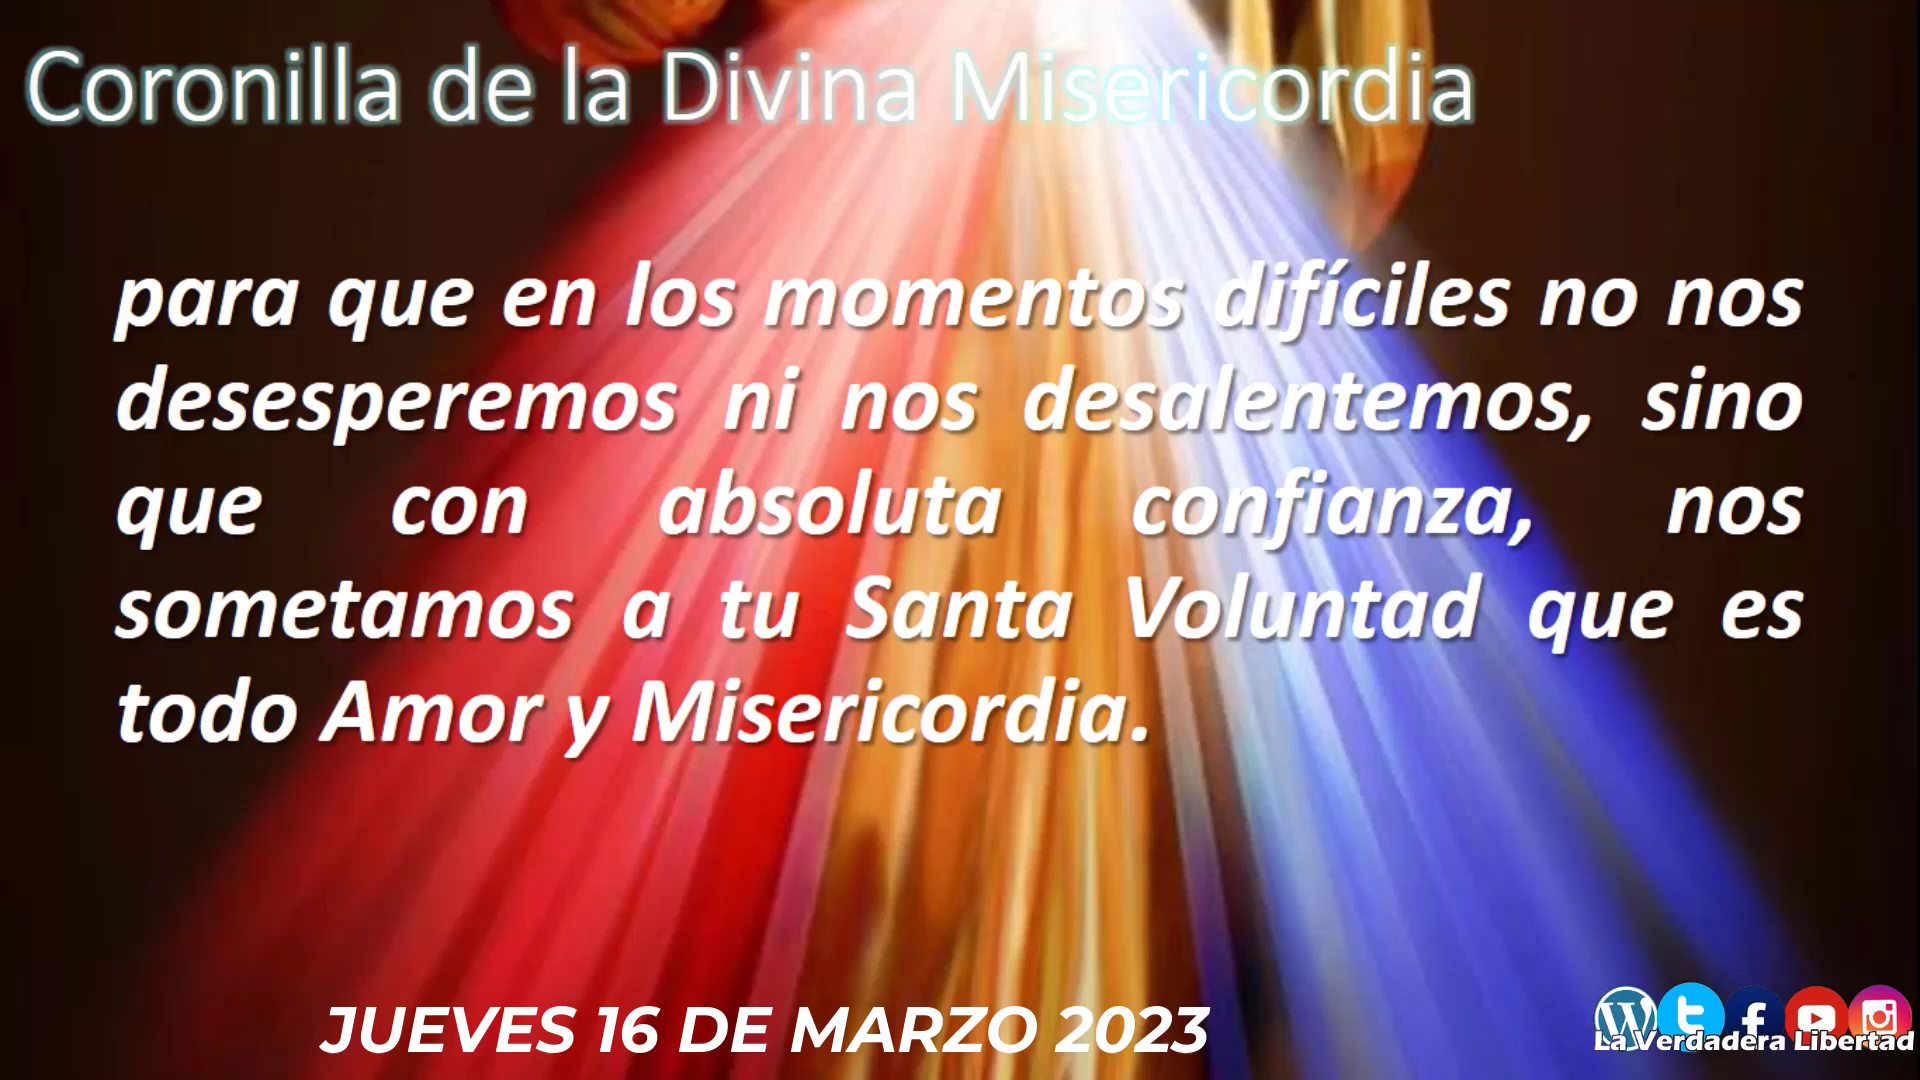 Coronilla de la Divina Misericordia
para que en los momentos difíciles no nos
desesperemos ni nos desalentemos, sino
que con absoluta confianza, nos
sometamos a tu Santa Voluntad que es
todo Amor y Misericordia.
JUEVES 16 DE MARZO 2023
La Verdadera Libertad